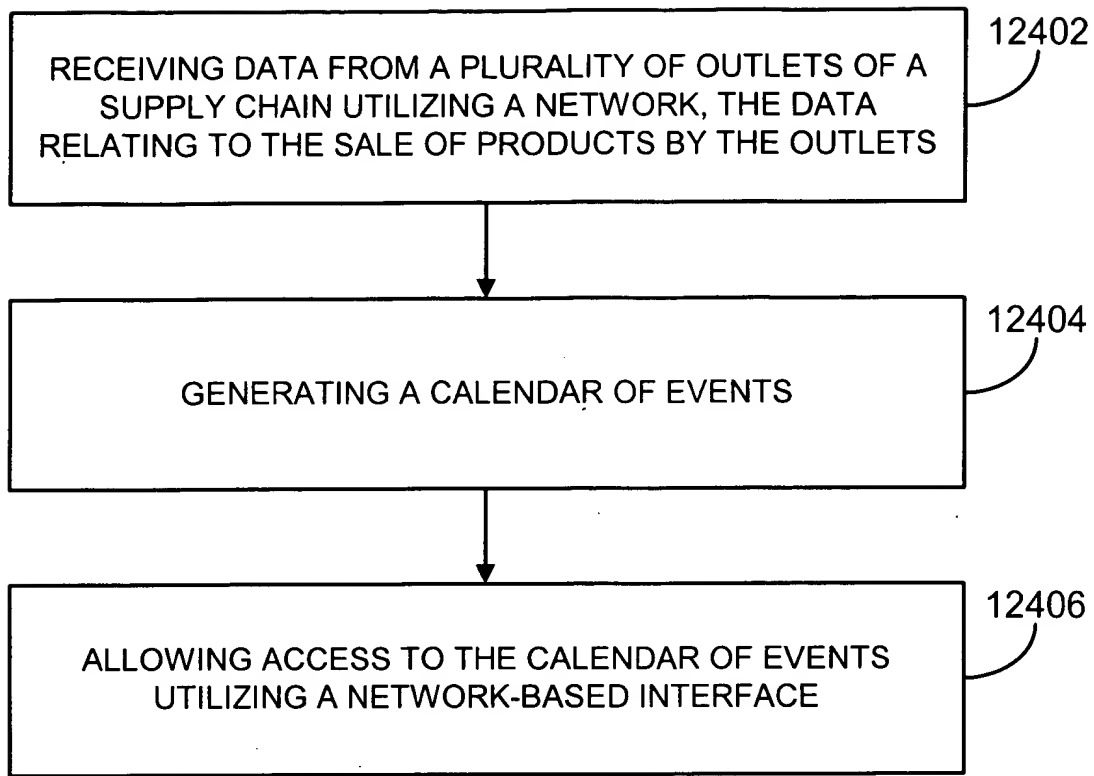 12402
RECEIVING DATA FROM A PLURALITY OF OUTLETS OF A
SUPPLY CHAIN UTILIZING A NETWORK, THE DATA
RELATING TO THE SALE OF PRODUCTS BY THE OUTLETS
12404
GENERATING A CALENDAR OF EVENTS
12406
ALLOWING ACCESS TO THE CALENDAR OF EVENTS
UTILIZING A NETWORK-BASED INTERFACE